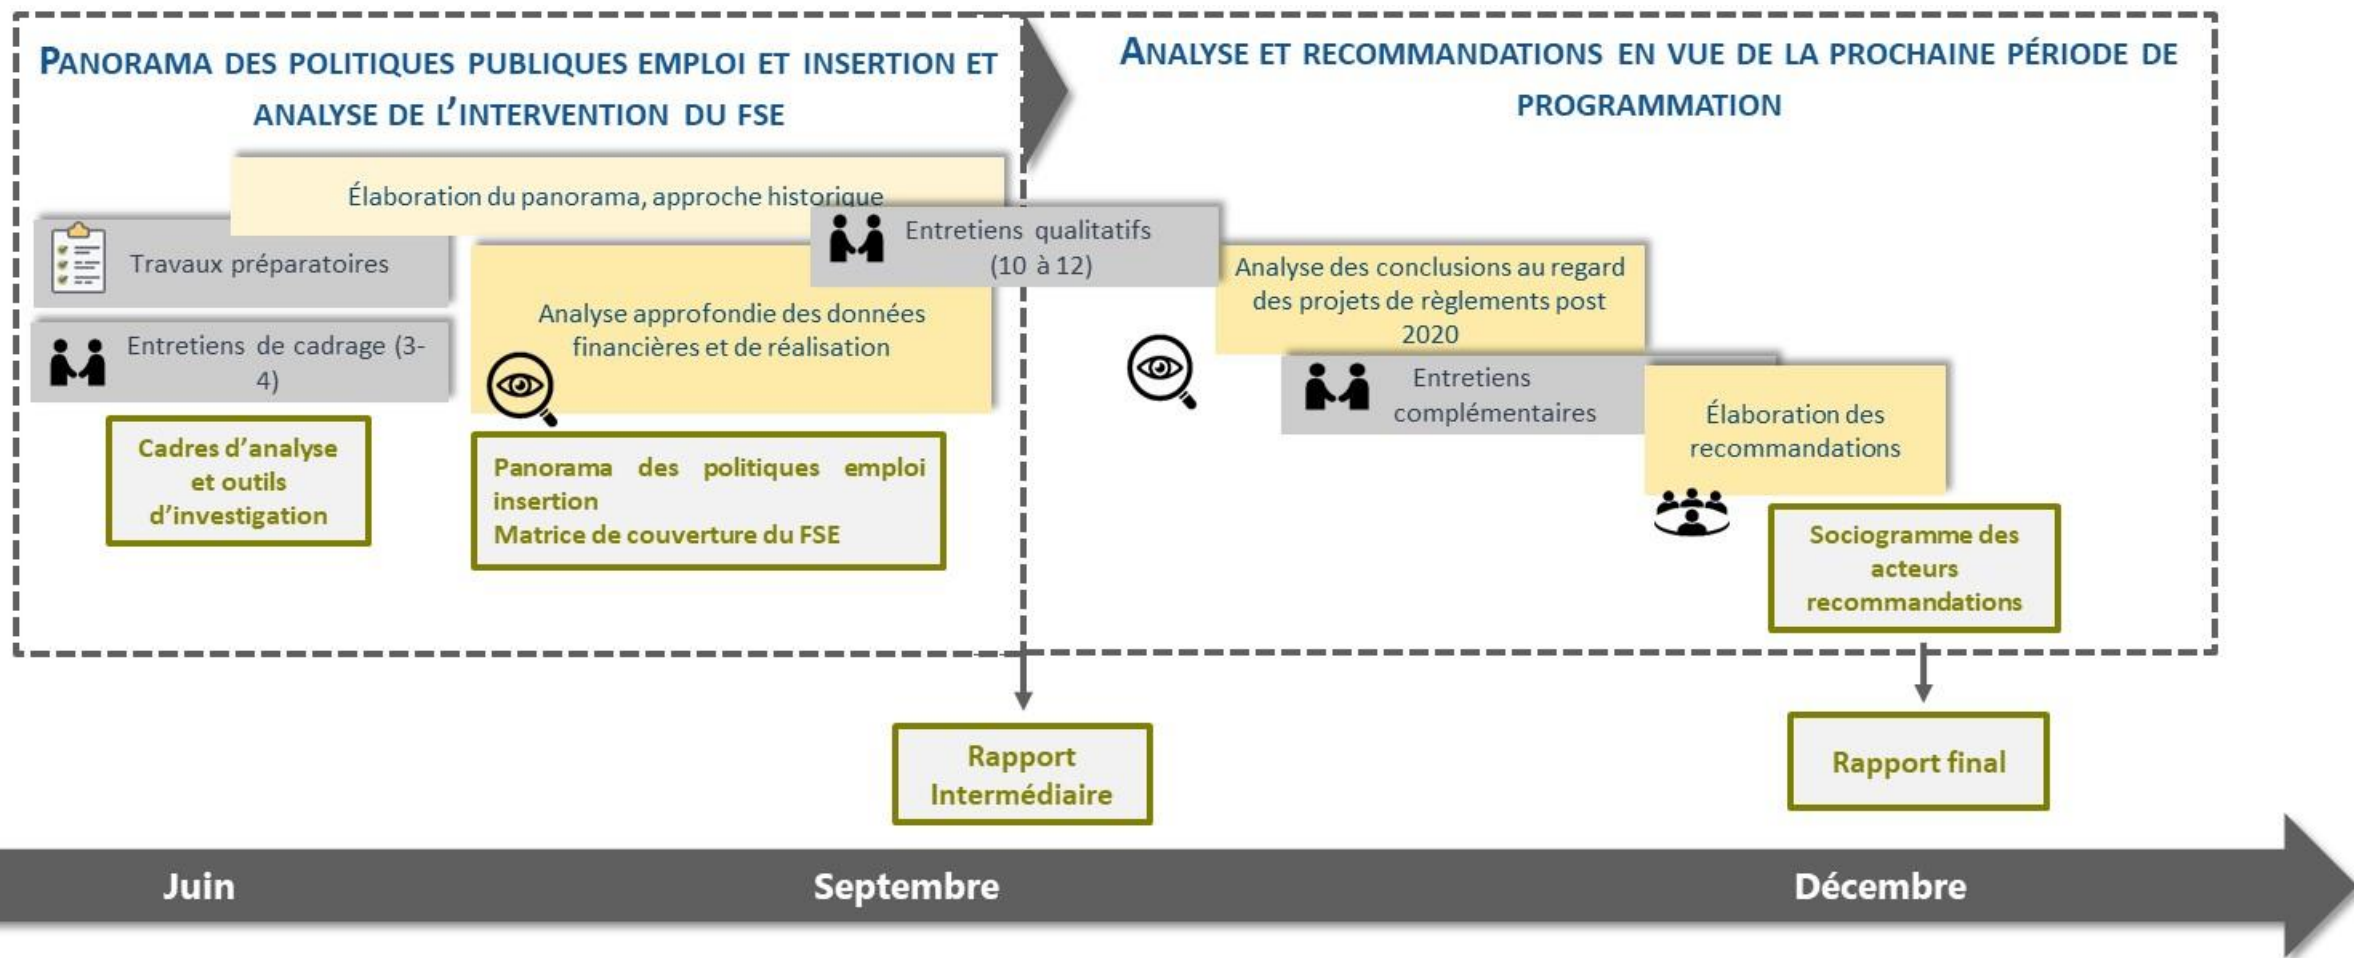 PANORAMA DES POLITIQUES PUBLIQUES EMPLOI ET INSERTION ET
ANALYSE DE L’INTERVENTION DU FSE
ANALYSE ET RECOMMANDATIONS EN VUE DE LA PROCHAINE PÉRIODE DE
PROGRAMMATION
Élaboration du panorama, approche historique
Travaux préparatoires
Entretiens de cadrage (3-
4)
Cadres d’analyse
et outils
d’investigation
Analyse approfondie des données
financières et de réalisation
Panorama des politiques emploi
insertion
Matrice de couverture du FSE
Entretiens qualitatifs
(10 à 12)
Analyse des conclusions au regard
des projets de règlements post
2020
Entretiens
complémentaires
Élaboration des
recommandations
Sociogramme des
acteurs
recommandations
Rapport
Intermédiaire
Rapport final
Juin
Septembre
Décembre